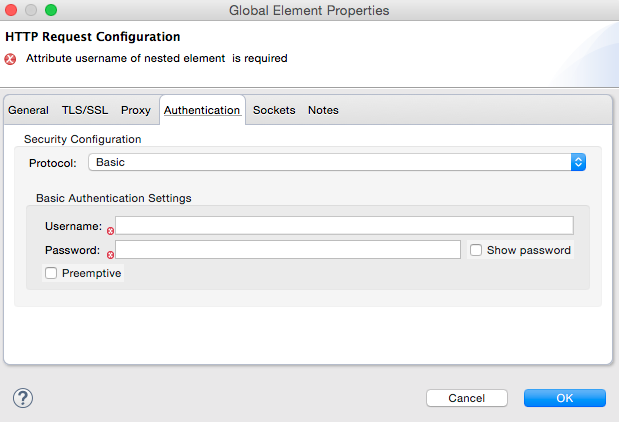 Global Element Properties
HTTP Request Configuration
Attribute username of nested element is required
General TLS/SSL Proxy Authentication Sockets Notes
Security Configuration
Protocol: Basic
Basic Authentication Settings
Username:
Password: Show password
Preemptive
? Cancel OK